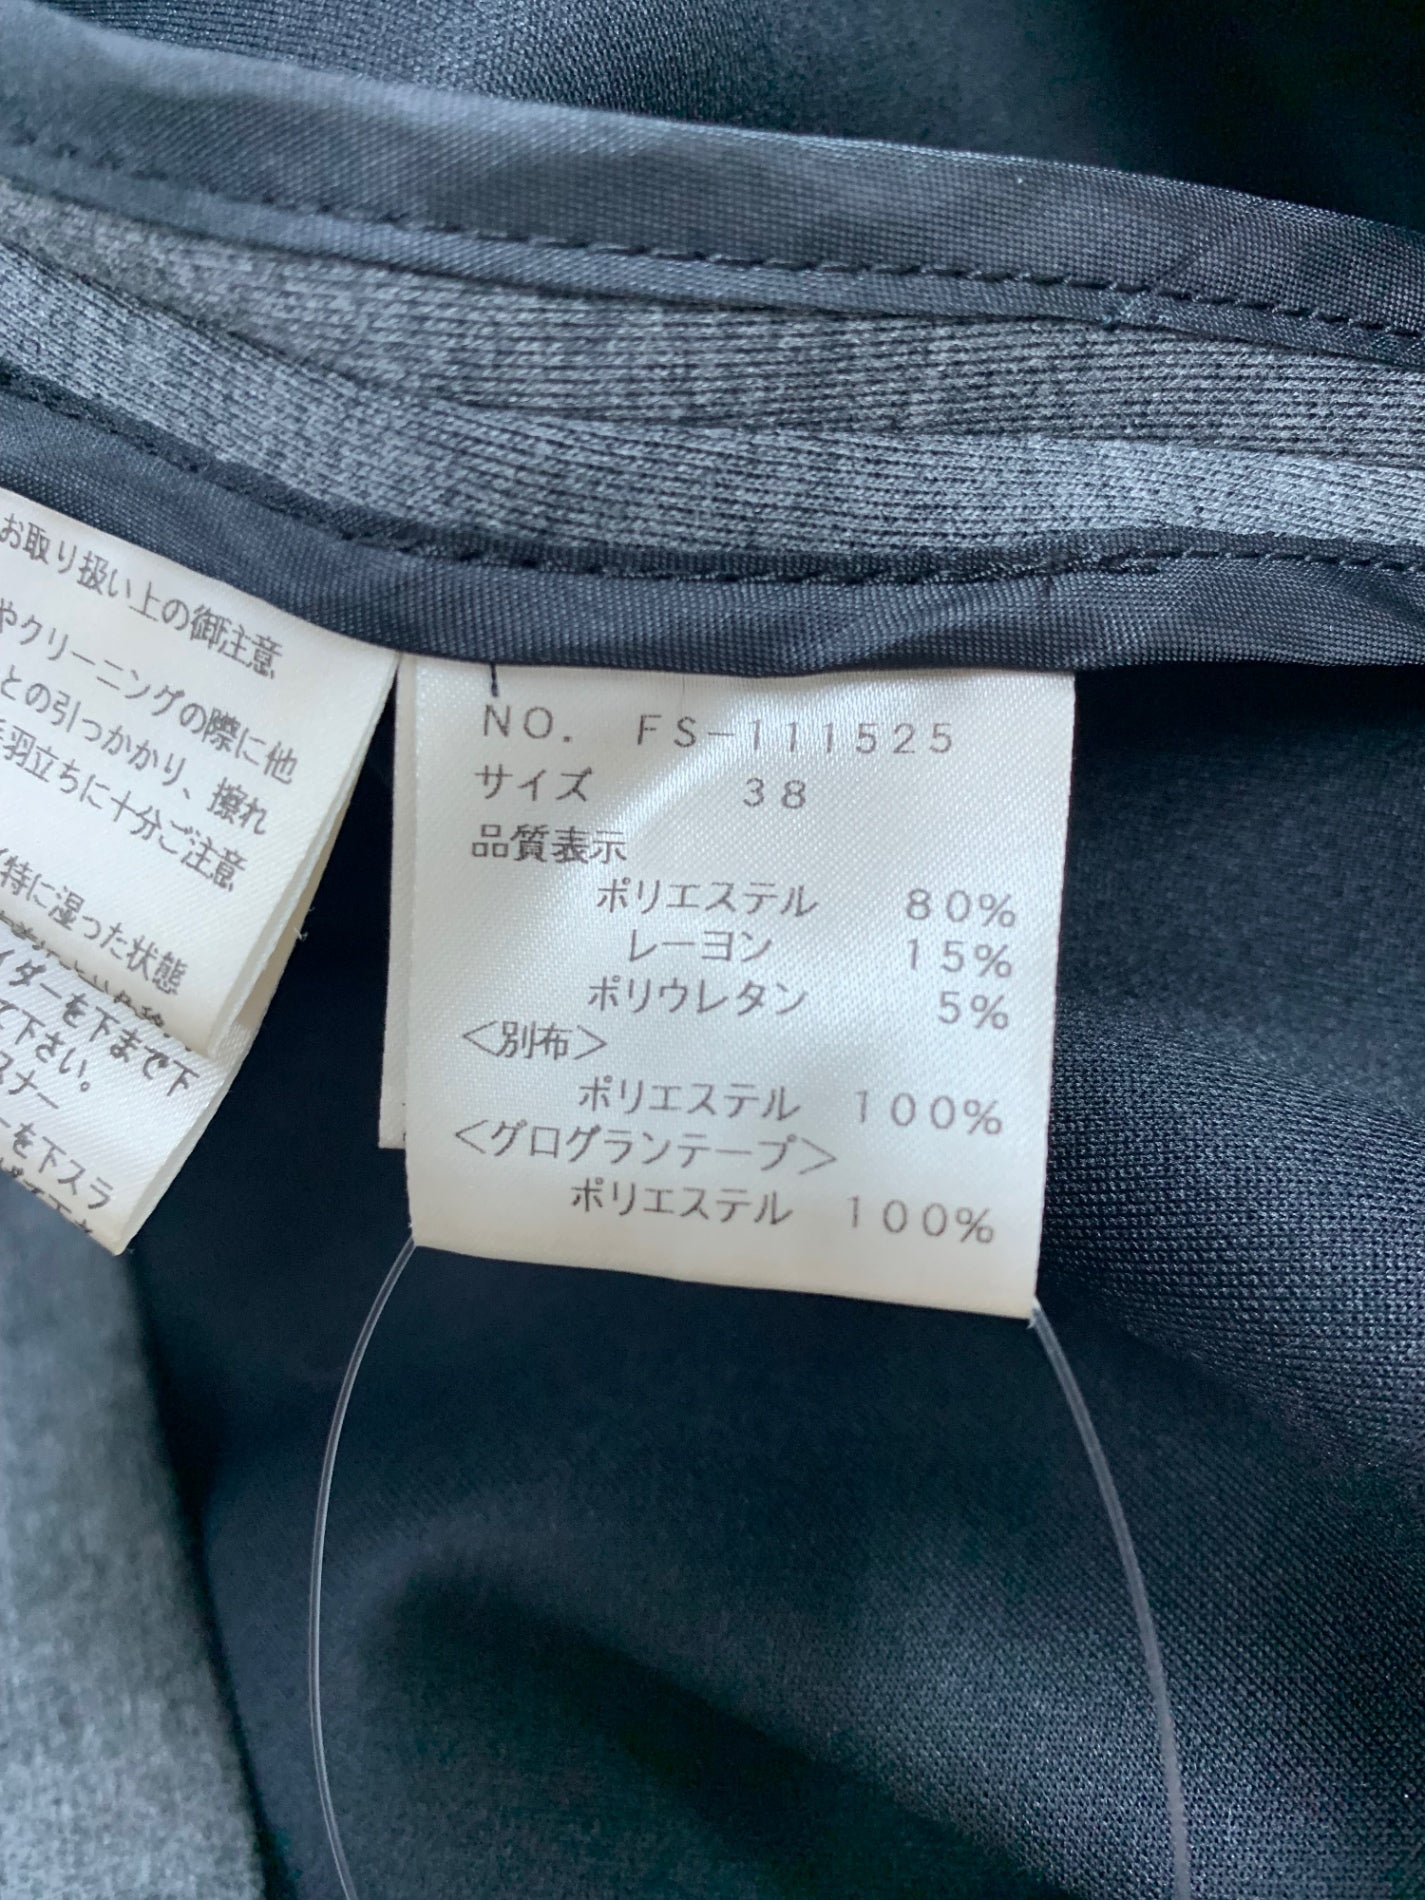 お取り扱い上の御注意
やクリーニングの際に他
との引つかかり、擦れ
羽立ちに十分ご注意
特に湿った状態
イダーを下まで下
て下さい。
スナー
ーを下スラ
NO. FS-111525
サイズ 38
品質表示
ポリエステル 80%
レーヨン 15%
ポリウレタン 5%
<別布>
ポリエステル 100%
<グログランテープ>
ポリエステル 100%